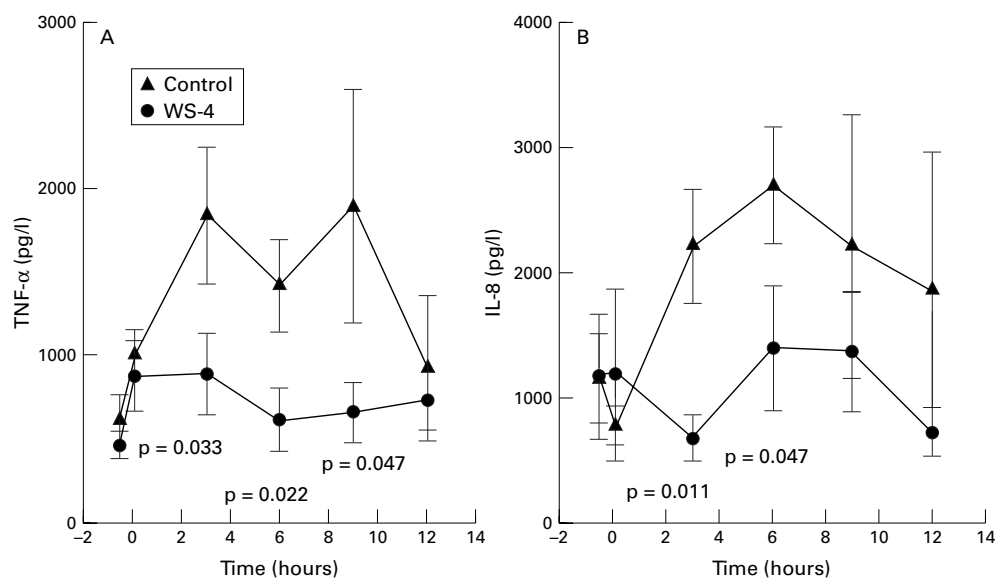 A
Control
WS-4
3000
2000
1000
0
TNF-α (pg/l)
p = 0.033
p = 0.022
p = 0.047
−2 0 2 4 6 8 10 12 14
Time (hours)
B
4000
3000
2000
1000
0
IL-8 (pg/l)
p = 0.011
p = 0.047
−2 0 2 4 6 8 10 12 14
Time (hours)